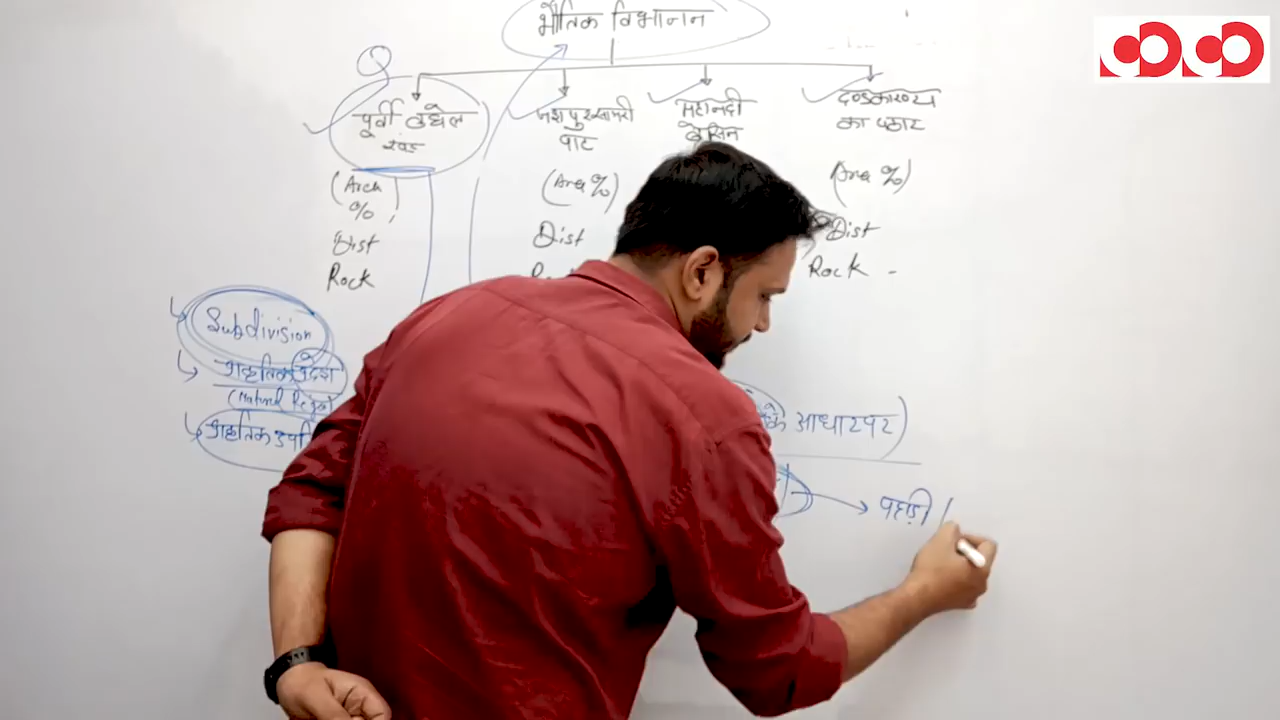 भौतिक विभाजन
पूर्वी बघेल
खंड
(Area
%)
Dist
Rock
जशपुर सामरी
पाट
(Area %)
Dist
महानदी
बेसिन
दण्डकारण्य
का पठार
(Area %)
Dist
Rock -
Subdivision
प्राकृतिक प्रदेश
(Natural Region)
प्राकृतिक
के आधार पर)
पहाड़ी /